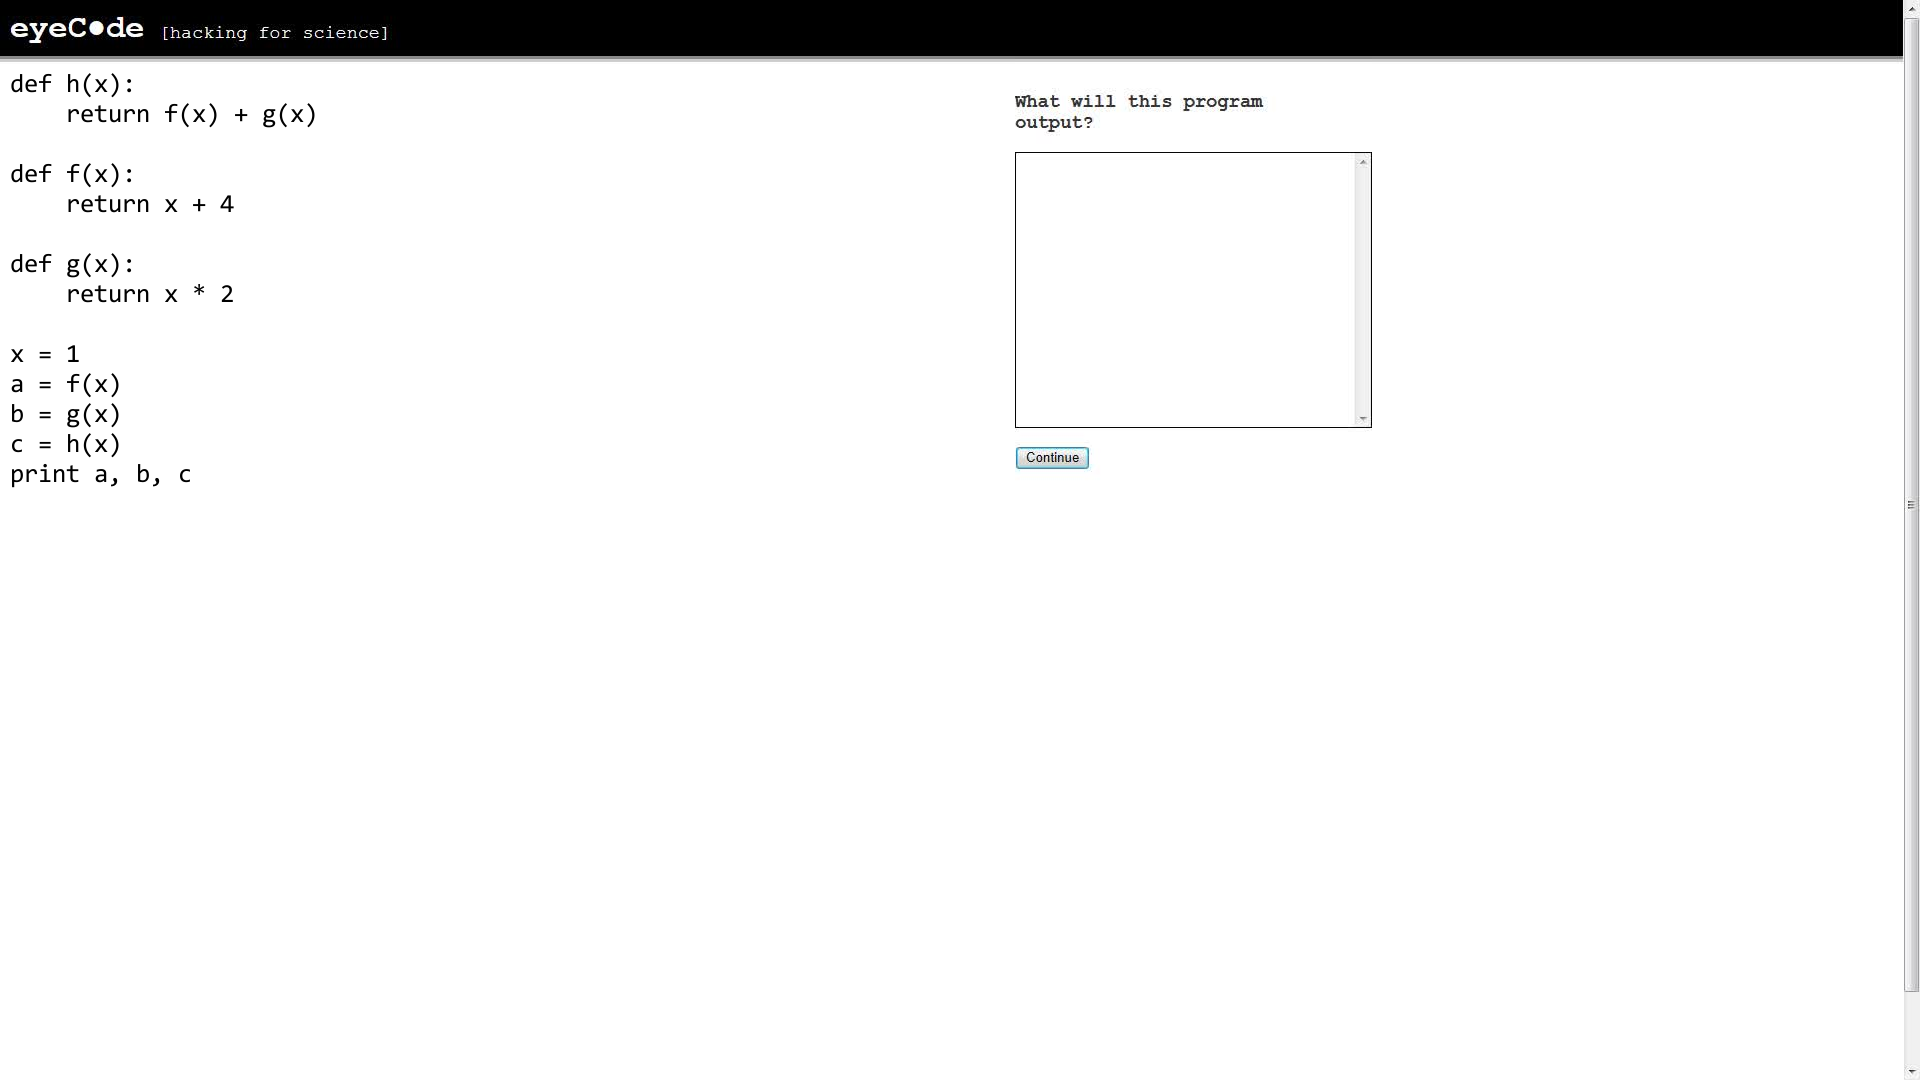 eyeC●de [hacking for science]
def h(x):
    return f(x) + g(x)
def f(x):
    return x + 4
def g(x):
    return x * 2
x = 1
a = f(x)
b = g(x)
c = h(x)
print a, b, c
What will this program
output?
Continue